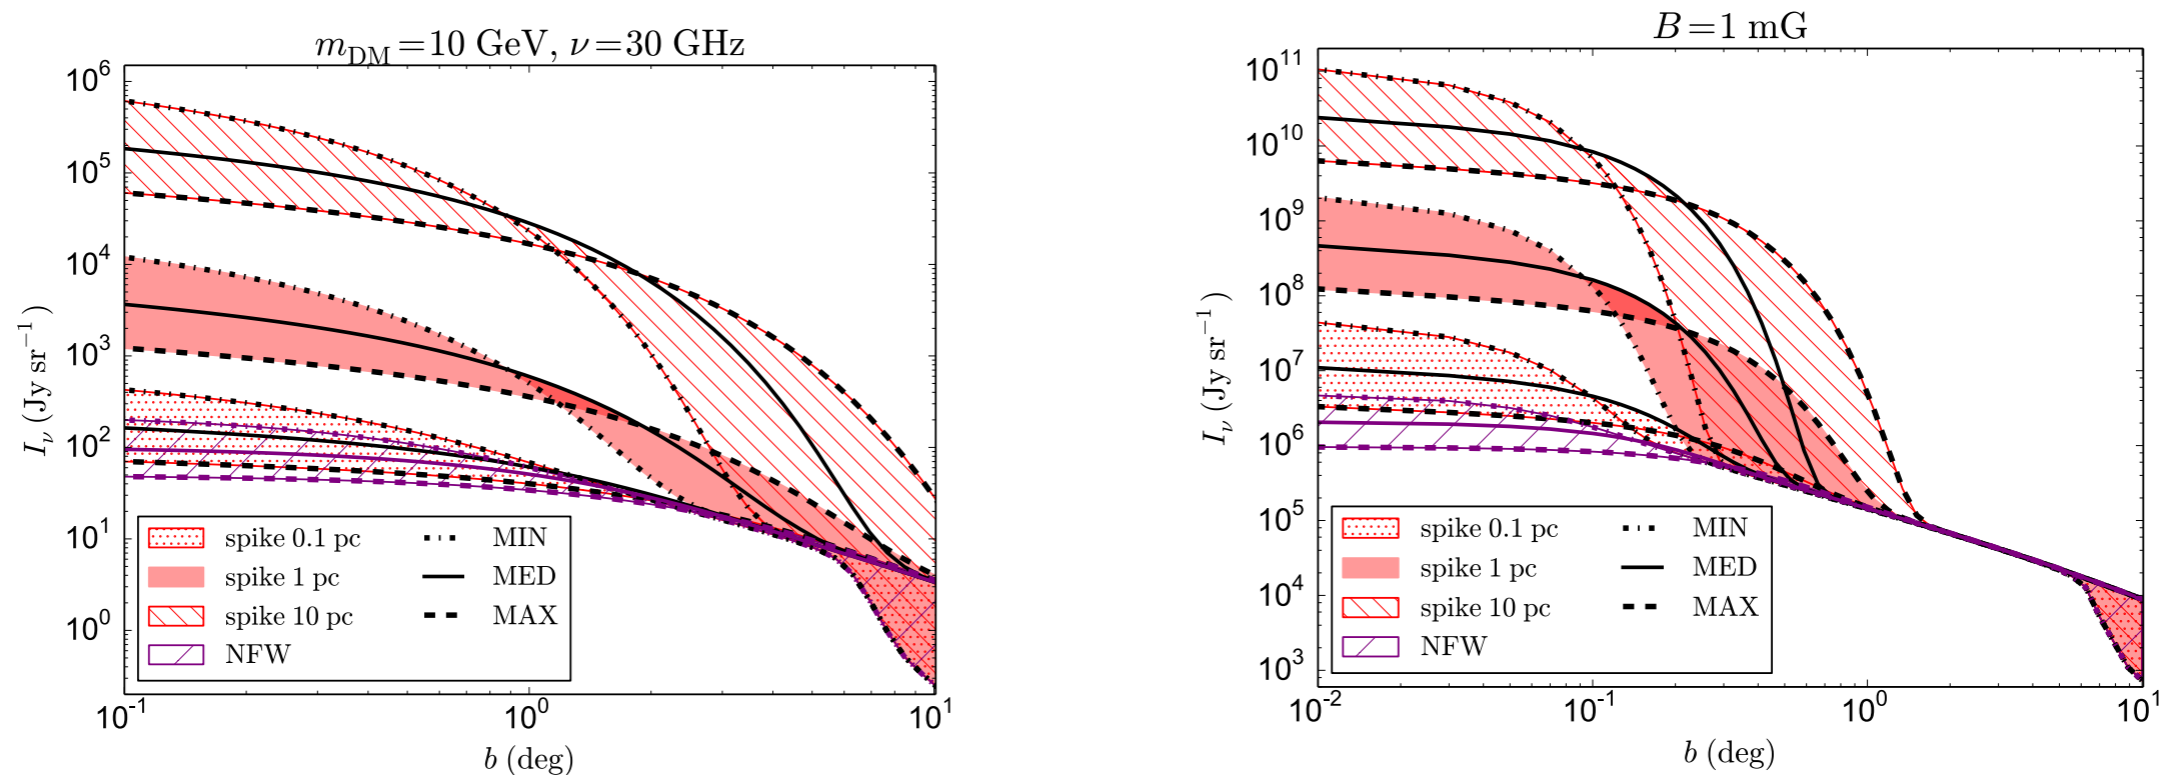 m_DM = 10 GeV, ν = 30 GHz
10^6
10^5
10^4
10^3
10^2
10^1
10^0
I_ν (Jy sr^−1)
spike 0.1 pc
spike 1 pc
spike 10 pc
NFW
MIN
MED
MAX
10^-1
10^0
10^1
b (deg)
B = 1 mG
10^11
10^10
10^9
10^8
10^7
10^6
10^5
10^4
10^3
I_ν (Jy sr^−1)
spike 0.1 pc
spike 1 pc
spike 10 pc
NFW
MIN
MED
MAX
10^-2
10^-1
10^0
10^1
b (deg)